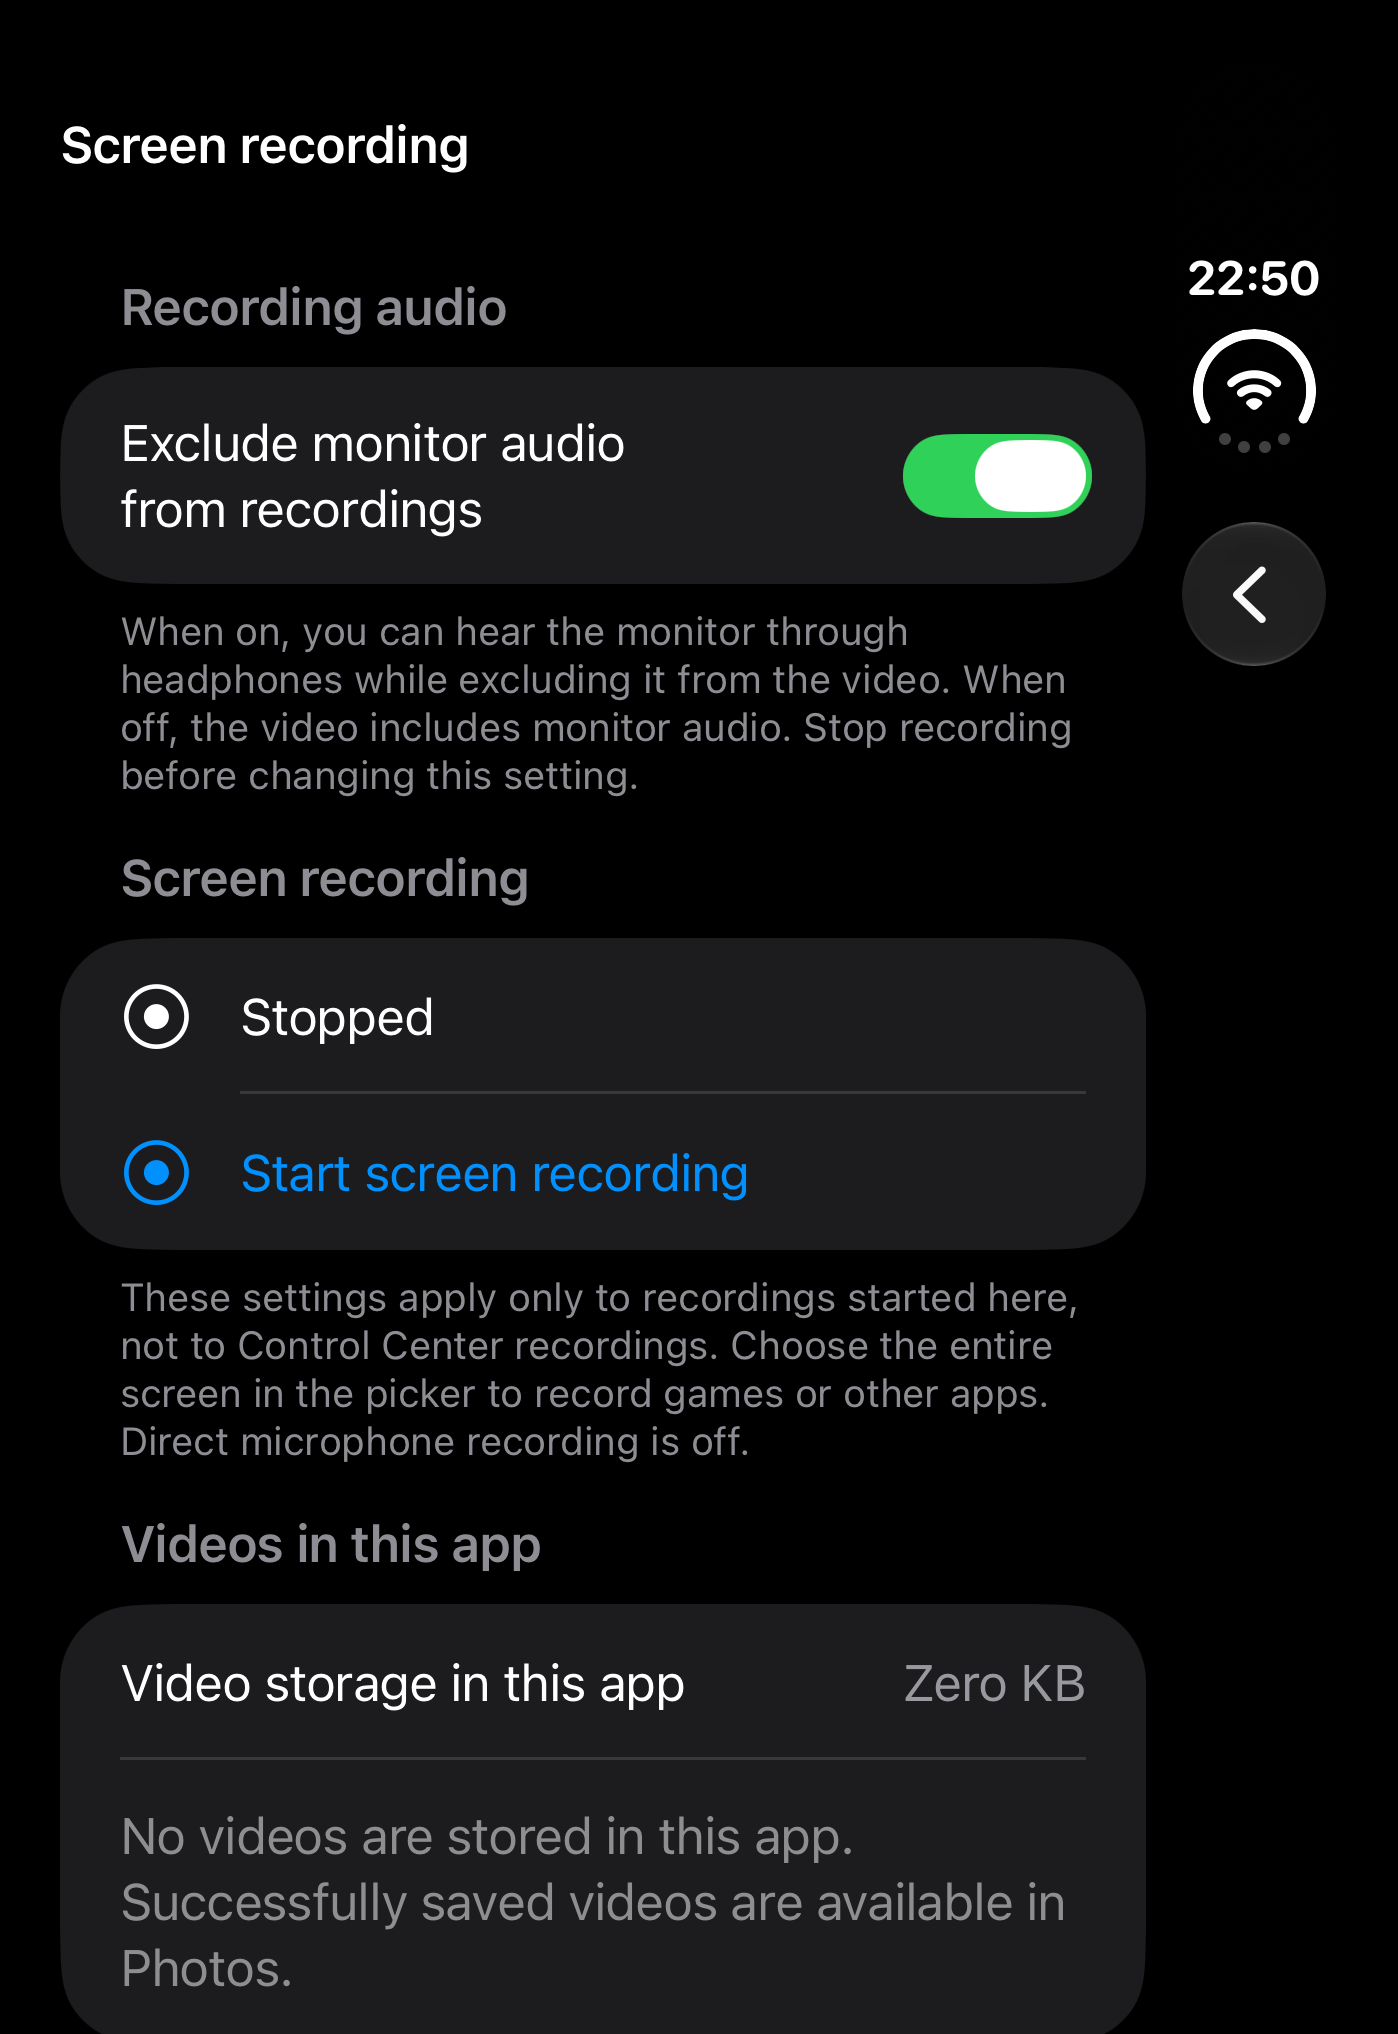 Screen recording
22:50
Recording audio
Exclude monitor audio
from recordings
When on, you can hear the monitor through
headphones while excluding it from the video. When
off, the video includes monitor audio. Stop recording
before changing this setting.
Screen recording
Stopped
Start screen recording
These settings apply only to recordings started here,
not to Control Center recordings. Choose the entire
screen in the picker to record games or other apps.
Direct microphone recording is off.
Videos in this app
Video storage in this app Zero KB
No videos are stored in this app.
Successfully saved videos are available in
Photos.